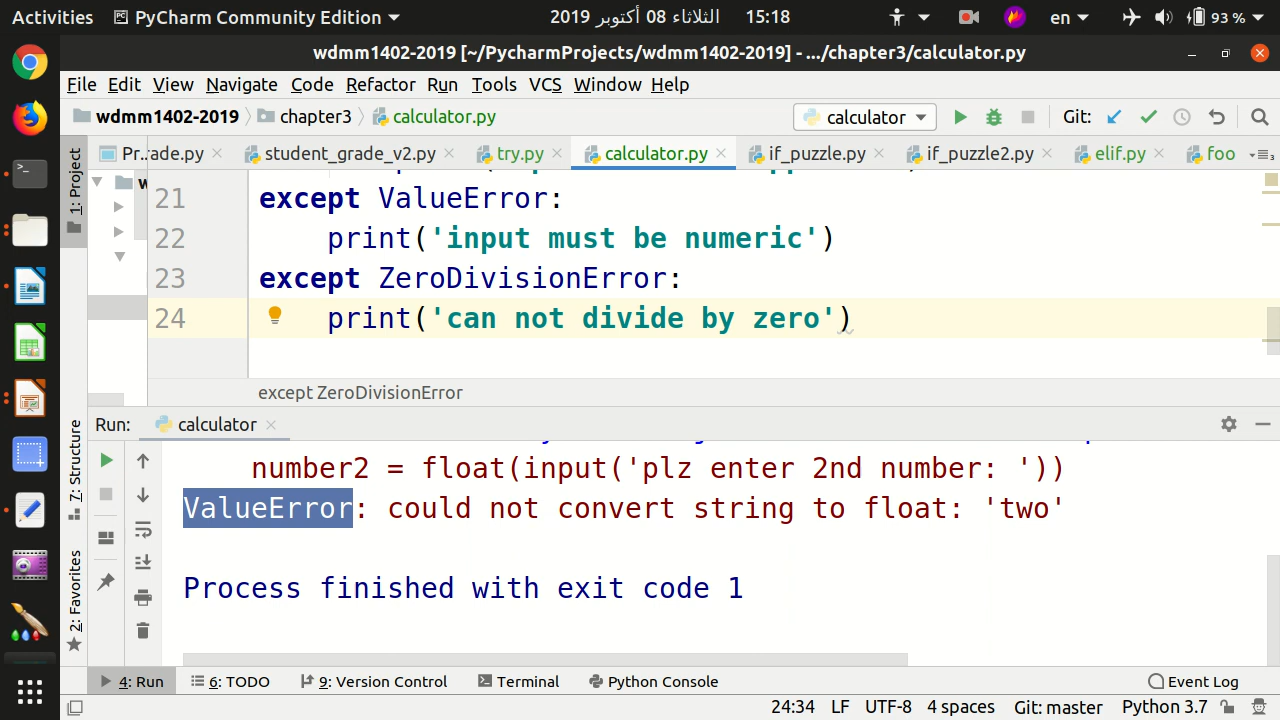 Activities PyCharm Community Edition الثلاثاء 08 أكتوبر 2019 15:18 en 93 %
wdmm1402-2019 [~/PycharmProjects/wdmm1402-2019] - .../chapter3/calculator.py
File Edit View Navigate Code Refactor Run Tools VCS Window Help
wdmm1402-2019 chapter3 calculator.py calculator Git:
1: Project
Pr..ade.py student_grade_v2.py try.py calculator.py if_puzzle.py if_puzzle2.py elif.py foo
21 except ValueError:
22 print('input must be numeric')
23 except ZeroDivisionError:
24 print('can not divide by zero')
except ZeroDivisionError
Run: calculator
7: Structure
2: Favorites
number2 = float(input('plz enter 2nd number: '))
ValueError: could not convert string to float: 'two'
Process finished with exit code 1
4: Run 6: TODO 9: Version Control Terminal Python Console Event Log
24:34 LF UTF-8 4 spaces Git: master Python 3.7